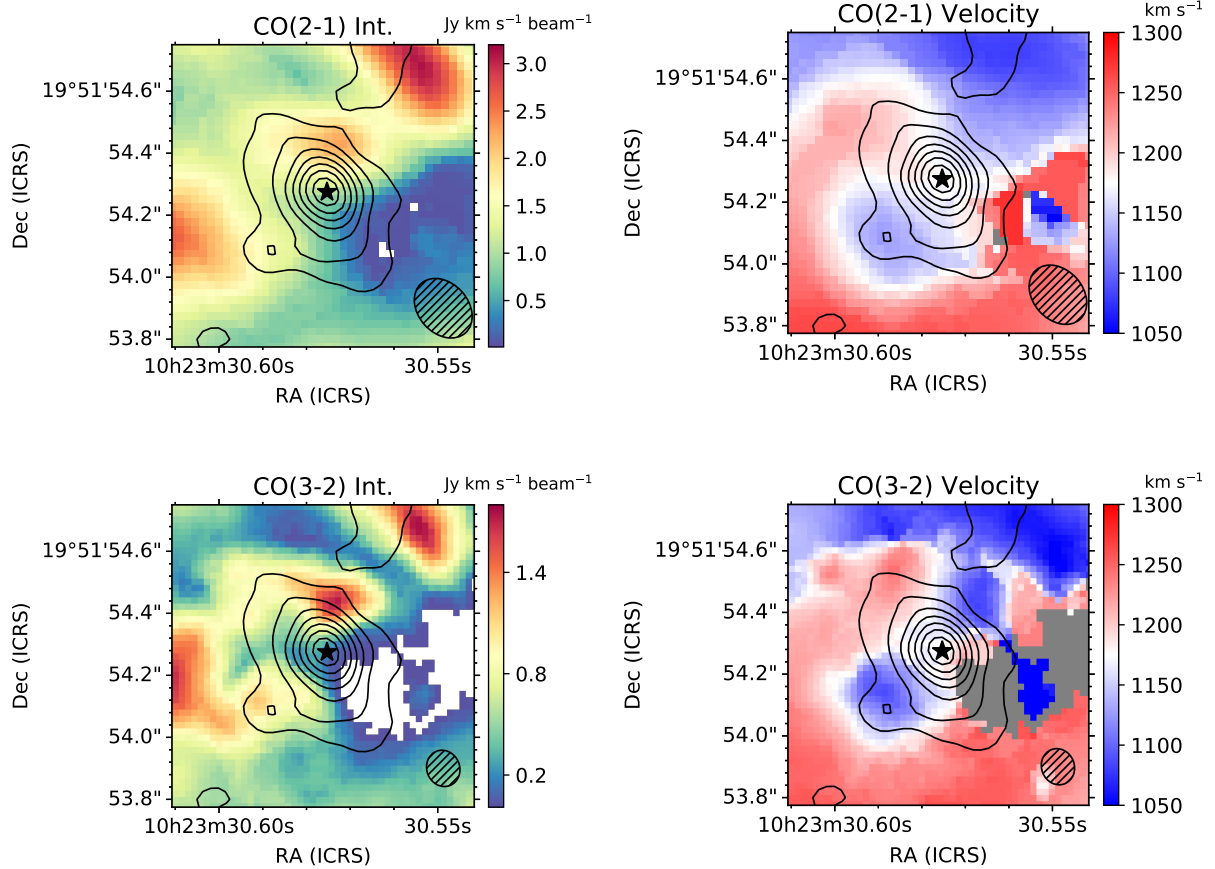 CO(2-1) Int.
Jy km s⁻¹ beam⁻¹
Dec (ICRS)
19°51'54.6"
54.4"
54.2"
54.0"
53.8"
10h23m30.60s
30.55s
RA (ICRS)
3.0
2.5
2.0
1.5
1.0
0.5
CO(2-1) Velocity
km s⁻¹
Dec (ICRS)
19°51'54.6"
54.4"
54.2"
54.0"
53.8"
10h23m30.60s
30.55s
RA (ICRS)
1300
1250
1200
1150
1100
1050
CO(3-2) Int.
Jy km s⁻¹ beam⁻¹
Dec (ICRS)
19°51'54.6"
54.4"
54.2"
54.0"
53.8"
10h23m30.60s
30.55s
RA (ICRS)
1.4
0.8
0.2
CO(3-2) Velocity
km s⁻¹
Dec (ICRS)
19°51'54.6"
54.4"
54.2"
54.0"
53.8"
10h23m30.60s
30.55s
RA (ICRS)
1300
1250
1200
1150
1100
1050